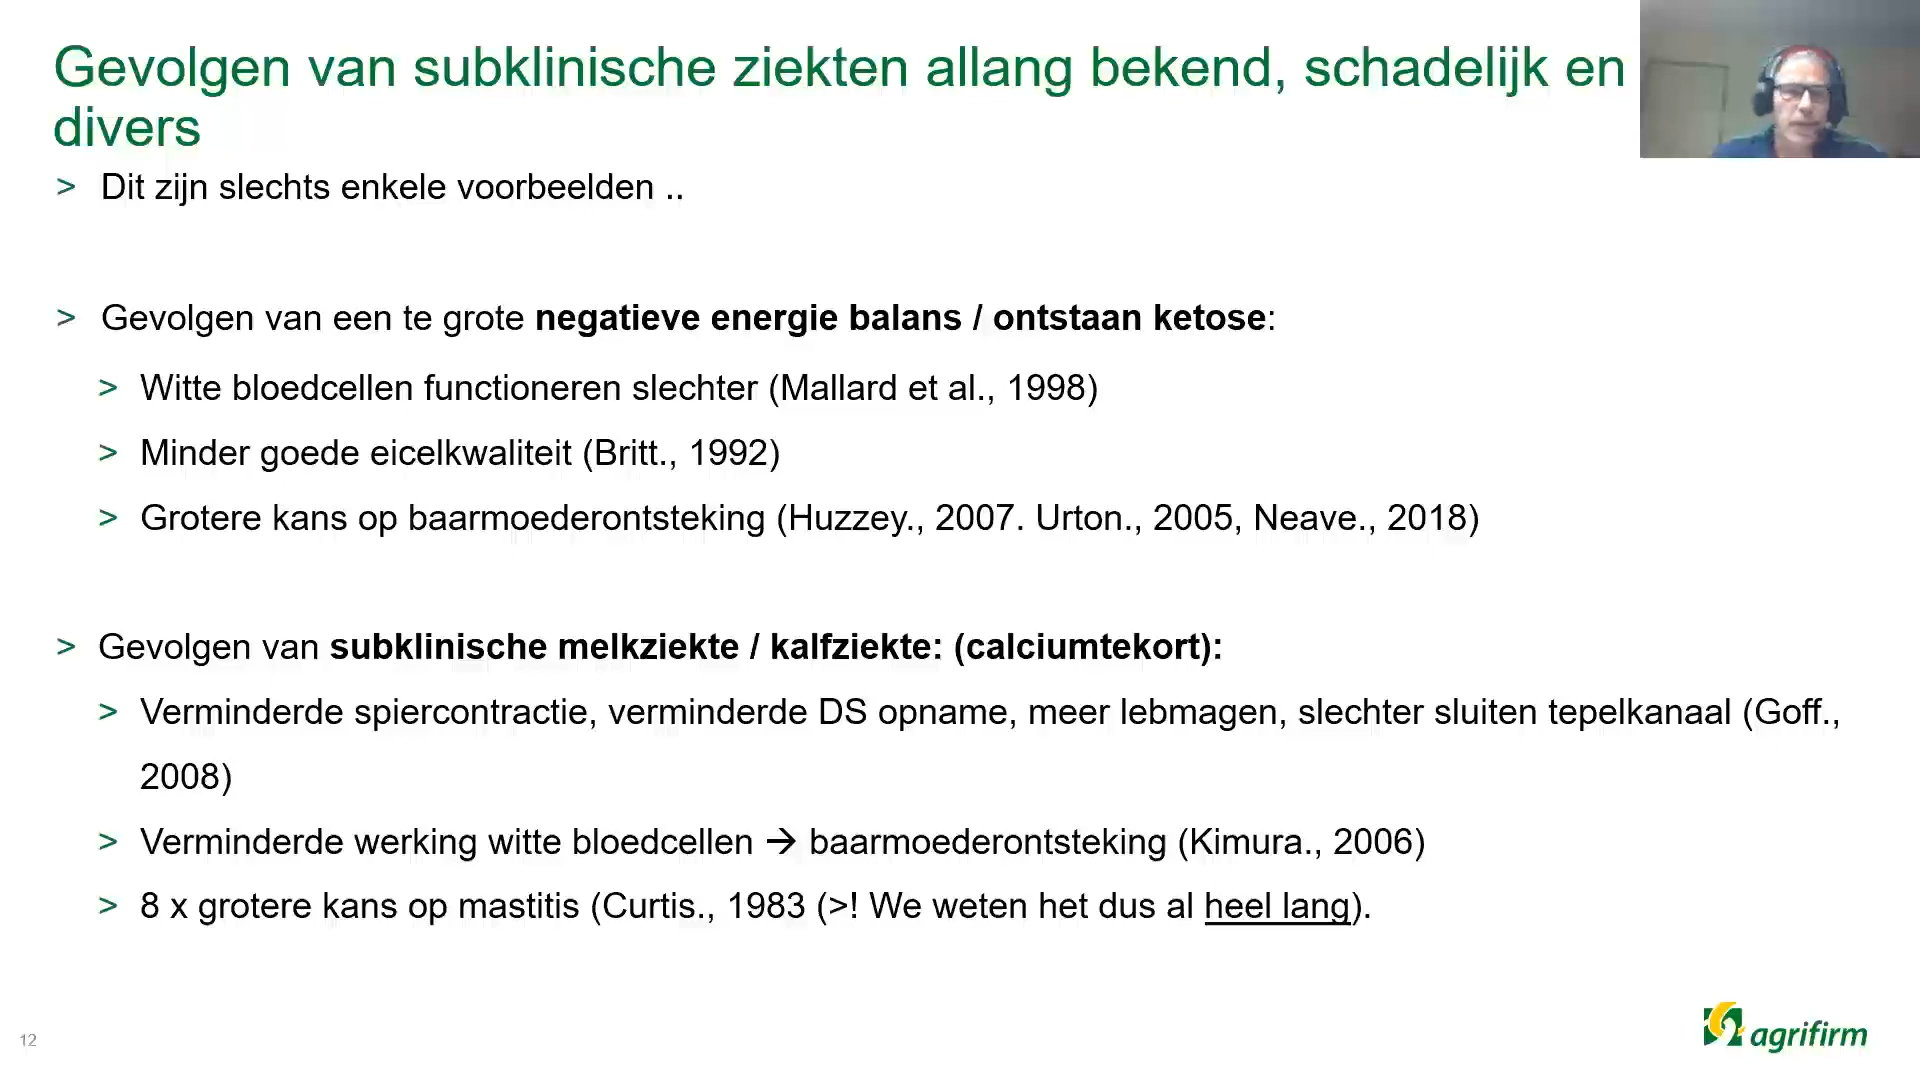 Gevolgen van subklinische ziekten allang bekend, schadelijk en
divers
> Dit zijn slechts enkele voorbeelden ..
> Gevolgen van een te grote negatieve energie balans / ontstaan ketose:
> Witte bloedcellen functioneren slechter (Mallard et al., 1998)
> Minder goede eicelkwaliteit (Britt., 1992)
> Grotere kans op baarmoederontsteking (Huzzey., 2007. Urton., 2005, Neave., 2018)
> Gevolgen van subklinische melkziekte / kalfziekte: (calciumtekort):
> Verminderde spiercontractie, verminderde DS opname, meer lebmagen, slechter sluiten tepelkanaal (Goff.,
2008)
> Verminderde werking witte bloedcellen → baarmoederontsteking (Kimura., 2006)
> 8 x grotere kans op mastitis (Curtis., 1983 (>! We weten het dus al heel lang).
12
agrifirm